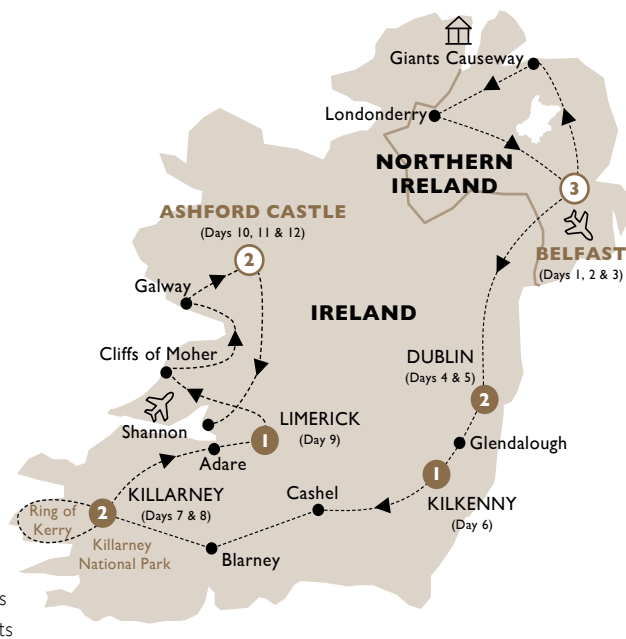 Giants Causeway
Londonderry
NORTHERN
IRELAND
3
ASHFORD CASTLE
(Days 10, 11 & 12)
2
BELFAST
(Days 1, 2 & 3)
Galway
IRELAND
Cliffs of Moher
DUBLIN
(Days 4 & 5)
2
Shannon
LIMERICK
(Day 9)
1
Adare
Glendalough
1
KILKENNY
(Day 6)
Cashel
KILLARNEY
(Days 7 & 8)
2
Ring of
Kerry
Killarney
National Park
Blarney
s
ts